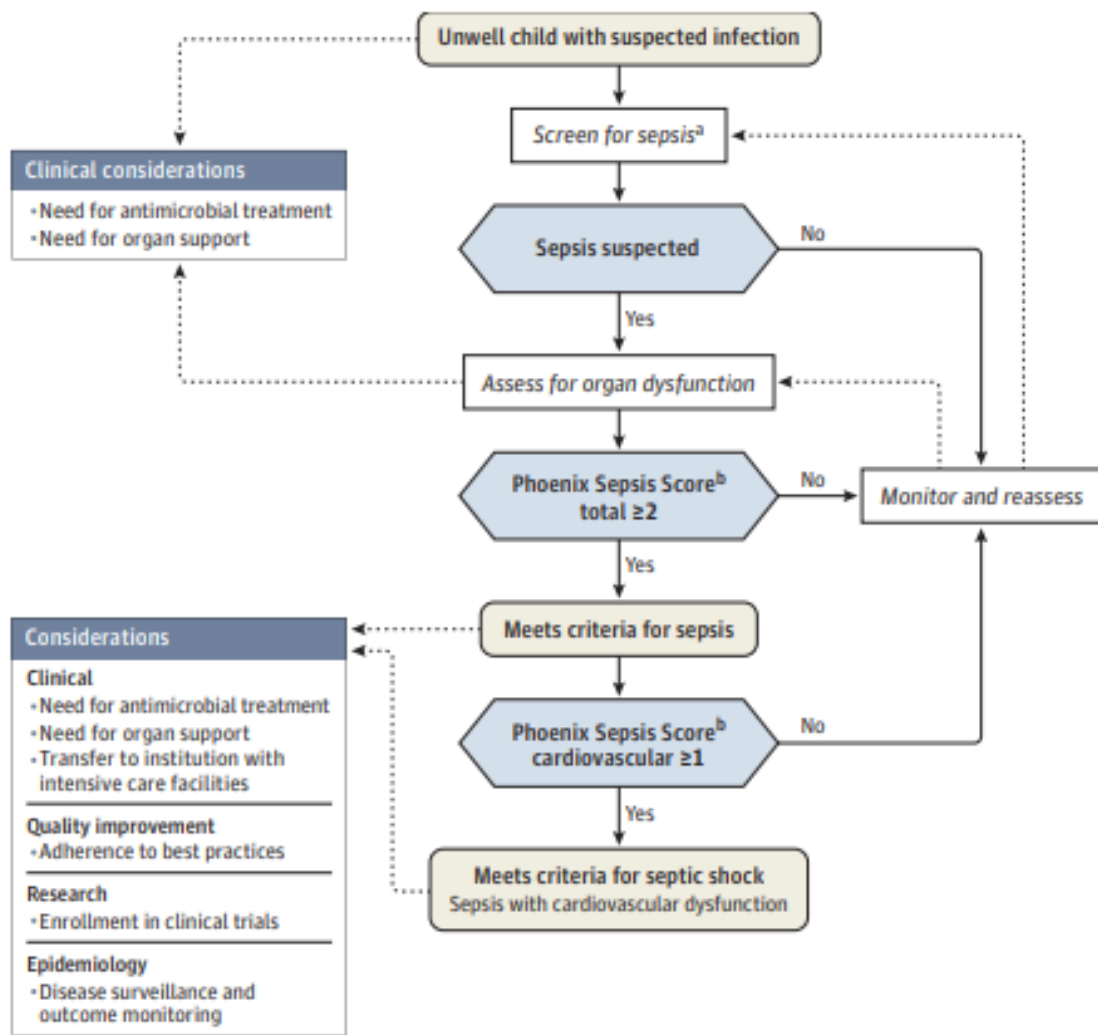 Unwell child with suspected infection
Screen for sepsisᵃ
Clinical considerations
•Need for antimicrobial treatment
•Need for organ support
Sepsis suspected
No
Yes
Assess for organ dysfunction
Phoenix Sepsis Scoreᵇ
total ≥2
No
Monitor and reassess
Yes
Meets criteria for sepsis
Considerations
Clinical
•Need for antimicrobial treatment
•Need for organ support
•Transfer to institution with
intensive care facilities
Quality improvement
•Adherence to best practices
Research
•Enrollment in clinical trials
Epidemiology
•Disease surveillance and
outcome monitoring
Phoenix Sepsis Scoreᵇ
cardiovascular ≥1
No
Yes
Meets criteria for septic shock
Sepsis with cardiovascular dysfunction